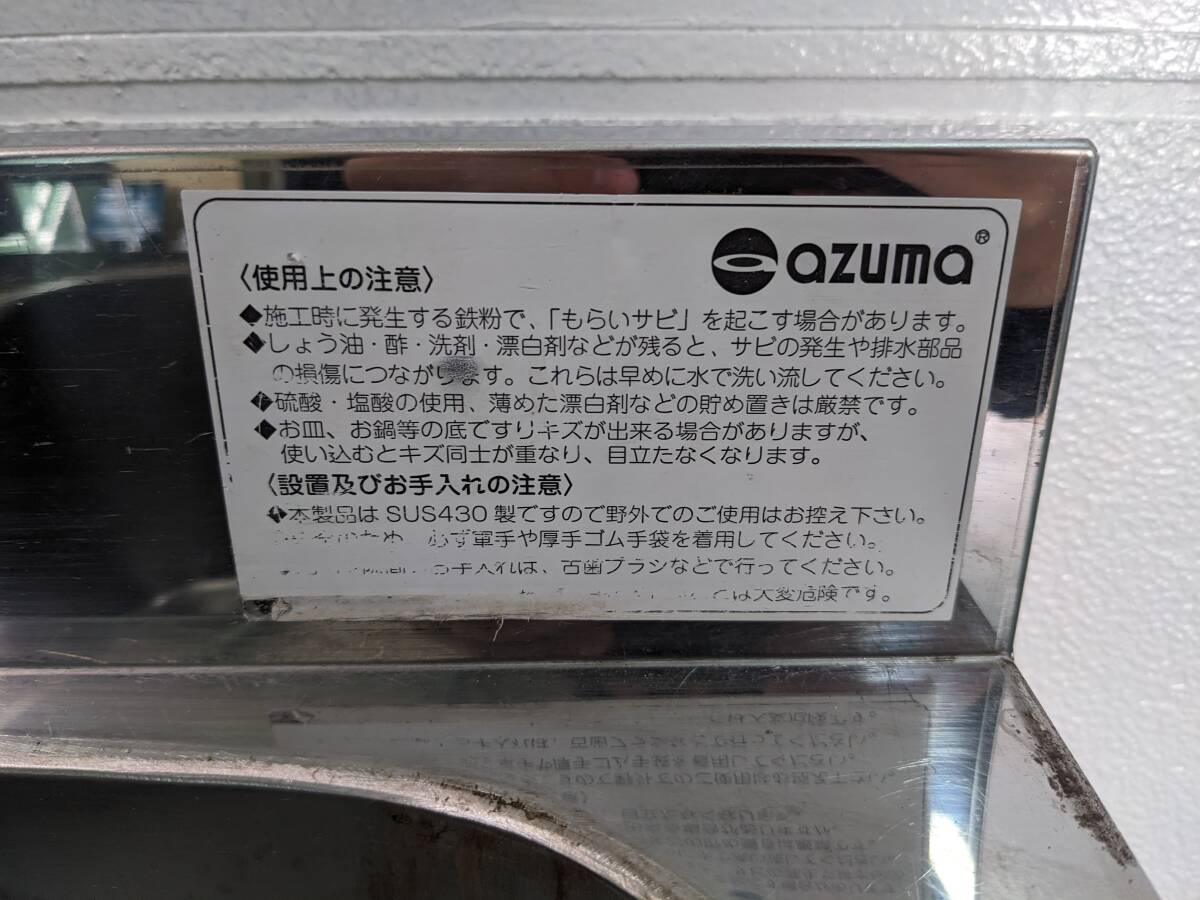 azuma®
〈使用上の注意〉
◆施工時に発生する鉄粉で、「もらいサビ」を起こす場合があります。
◆しょう油・酢・洗剤・漂白剤などが残ると、サビの発生や排水部品
の損傷につながります。これらは早めに水で洗い流してください。
◆硫酸・塩酸の使用、薄めた漂白剤などの貯め置きは厳禁です。
◆お皿、お鍋等の底ですりキズが出来る場合がありますが、
使い込むとキズ同士が重なり、目立たなくなります。
〈設置及びお手入れの注意〉
◆本製品は SUS430 製ですので野外でのご使用はお控え下さい。
ため、必ず軍手や厚手ゴム手袋を着用してください。
お手入れは、古歯ブラシなどで行ってください。
ては大変危険です。